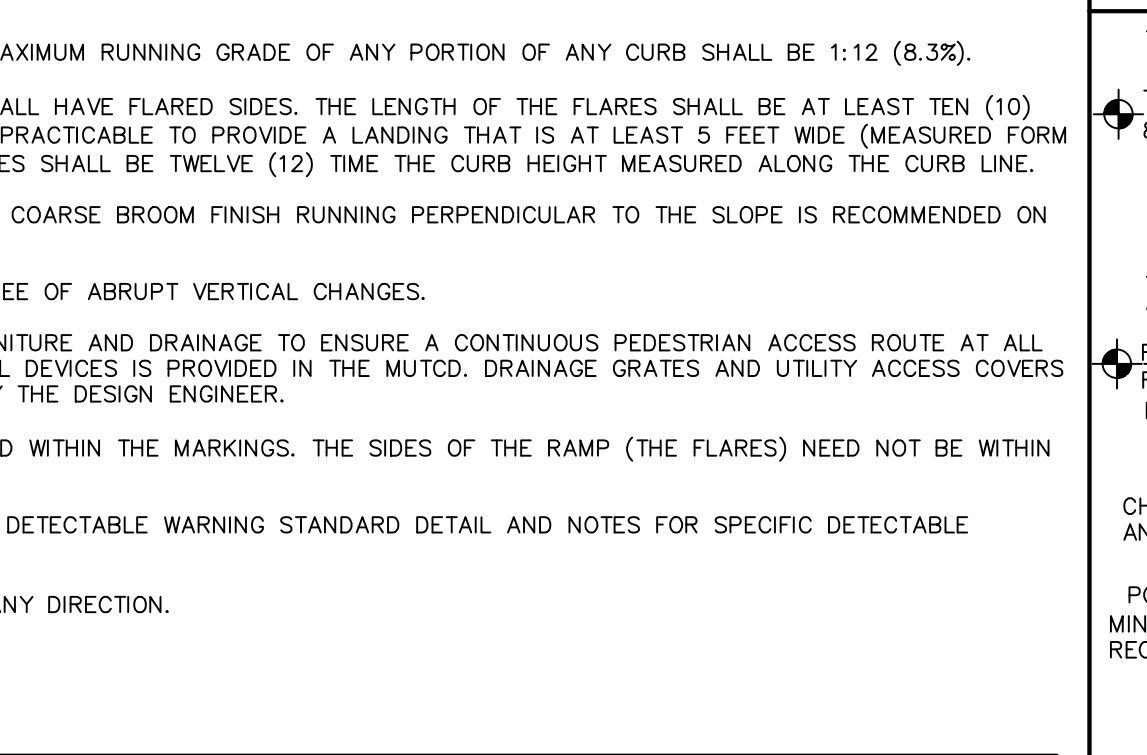 AXIMUM RUNNING GRADE OF ANY PORTION OF ANY CURB SHALL BE 1:12 (8.3%).
ALL HAVE FLARED SIDES. THE LENGTH OF THE FLARES SHALL BE AT LEAST TEN (10)
PRACTICABLE TO PROVIDE A LANDING THAT IS AT LEAST 5 FEET WIDE (MEASURED FORM
ES SHALL BE TWELVE (12) TIME THE CURB HEIGHT MEASURED ALONG THE CURB LINE.
COARSE BROOM FINISH RUNNING PERPENDICULAR TO THE SLOPE IS RECOMMENDED ON
EE OF ABRUPT VERTICAL CHANGES.
NITURE AND DRAINAGE TO ENSURE A CONTINUOUS PEDESTRIAN ACCESS ROUTE AT ALL
L DEVICES IS PROVIDED IN THE MUTCD. DRAINAGE GRATES AND UTILITY ACCESS COVERS
Y THE DESIGN ENGINEER.
D WITHIN THE MARKINGS. THE SIDES OF THE RAMP (THE FLARES) NEED NOT BE WITHIN
DETECTABLE WARNING STANDARD DETAIL AND NOTES FOR SPECIFIC DETECTABLE
ANY DIRECTION.
CH
AN
PO
MIN
REC